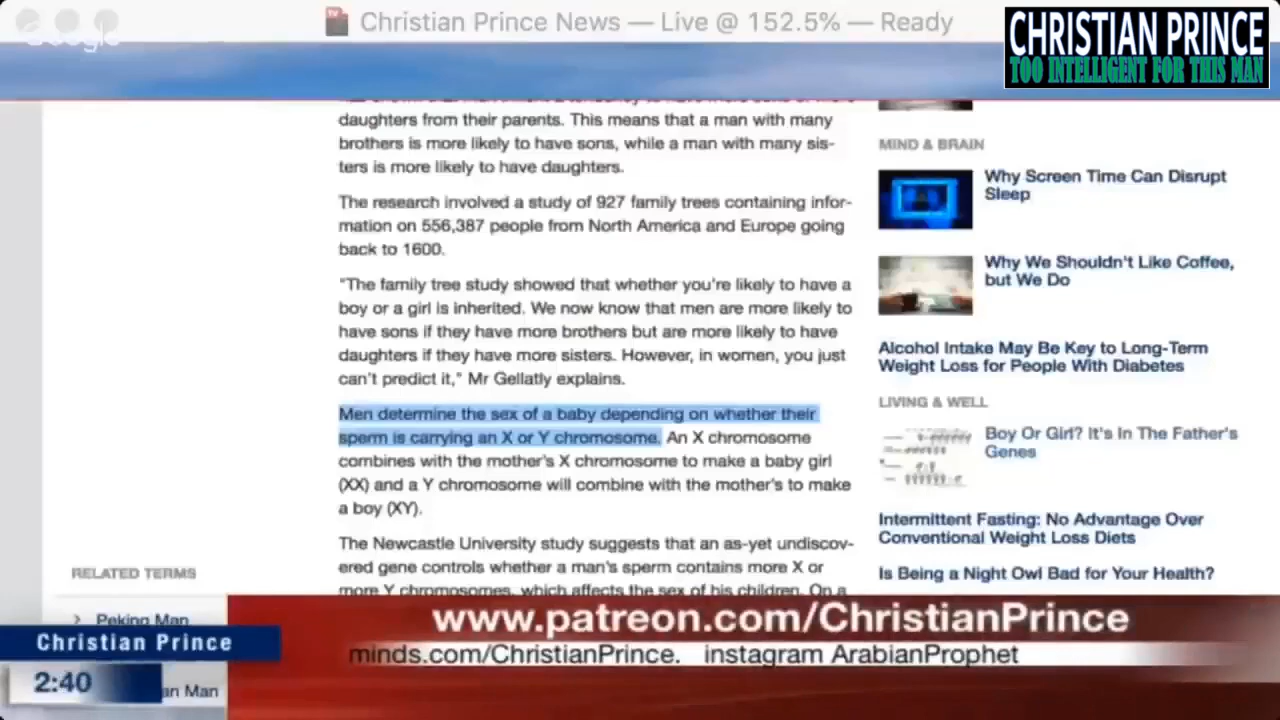 Christian Prince News — Live @ 152.5% — Ready
Google
CHRISTIAN PRINCE
TOO INTELLIGENT FOR THIS MAN
daughters from their parents. This means that a man with many
brothers is more likely to have sons, while a man with many sis-
ters is more likely to have daughters.
The research involved a study of 927 family trees containing infor-
mation on 556,387 people from North America and Europe going
back to 1600.
"The family tree study showed that whether you're likely to have a
boy or a girl is inherited. We now know that men are more likely to
have sons if they have more brothers but are more likely to have
daughters if they have more sisters. However, in women, you just
can't predict it," Mr Gellatly explains.
Men determine the sex of a baby depending on whether their
sperm is carrying an X or Y chromosome. An X chromosome
combines with the mother's X chromosome to make a baby girl
(XX) and a Y chromosome will combine with the mother's to make
a boy (XY).
The Newcastle University study suggests that an as-yet undiscov-
ered gene controls whether a man's sperm contains more X or
more Y chromosomes, which affects the sex of his children. On a
MIND & BRAIN
Why Screen Time Can Disrupt
Sleep
Why We Shouldn't Like Coffee,
but We Do
Alcohol Intake May Be Key to Long-Term
Weight Loss for People With Diabetes
LIVING & WELL
Boy Or Girl? It's In The Father's
Genes
Intermittent Fasting: No Advantage Over
Conventional Weight Loss Diets
Is Being a Night Owl Bad for Your Health?
RELATED TERMS
Peking Man
an Man
Christian Prince
2:40
www.patreon.com/ChristianPrince
minds.com/ChristianPrince. instagram ArabianProphet